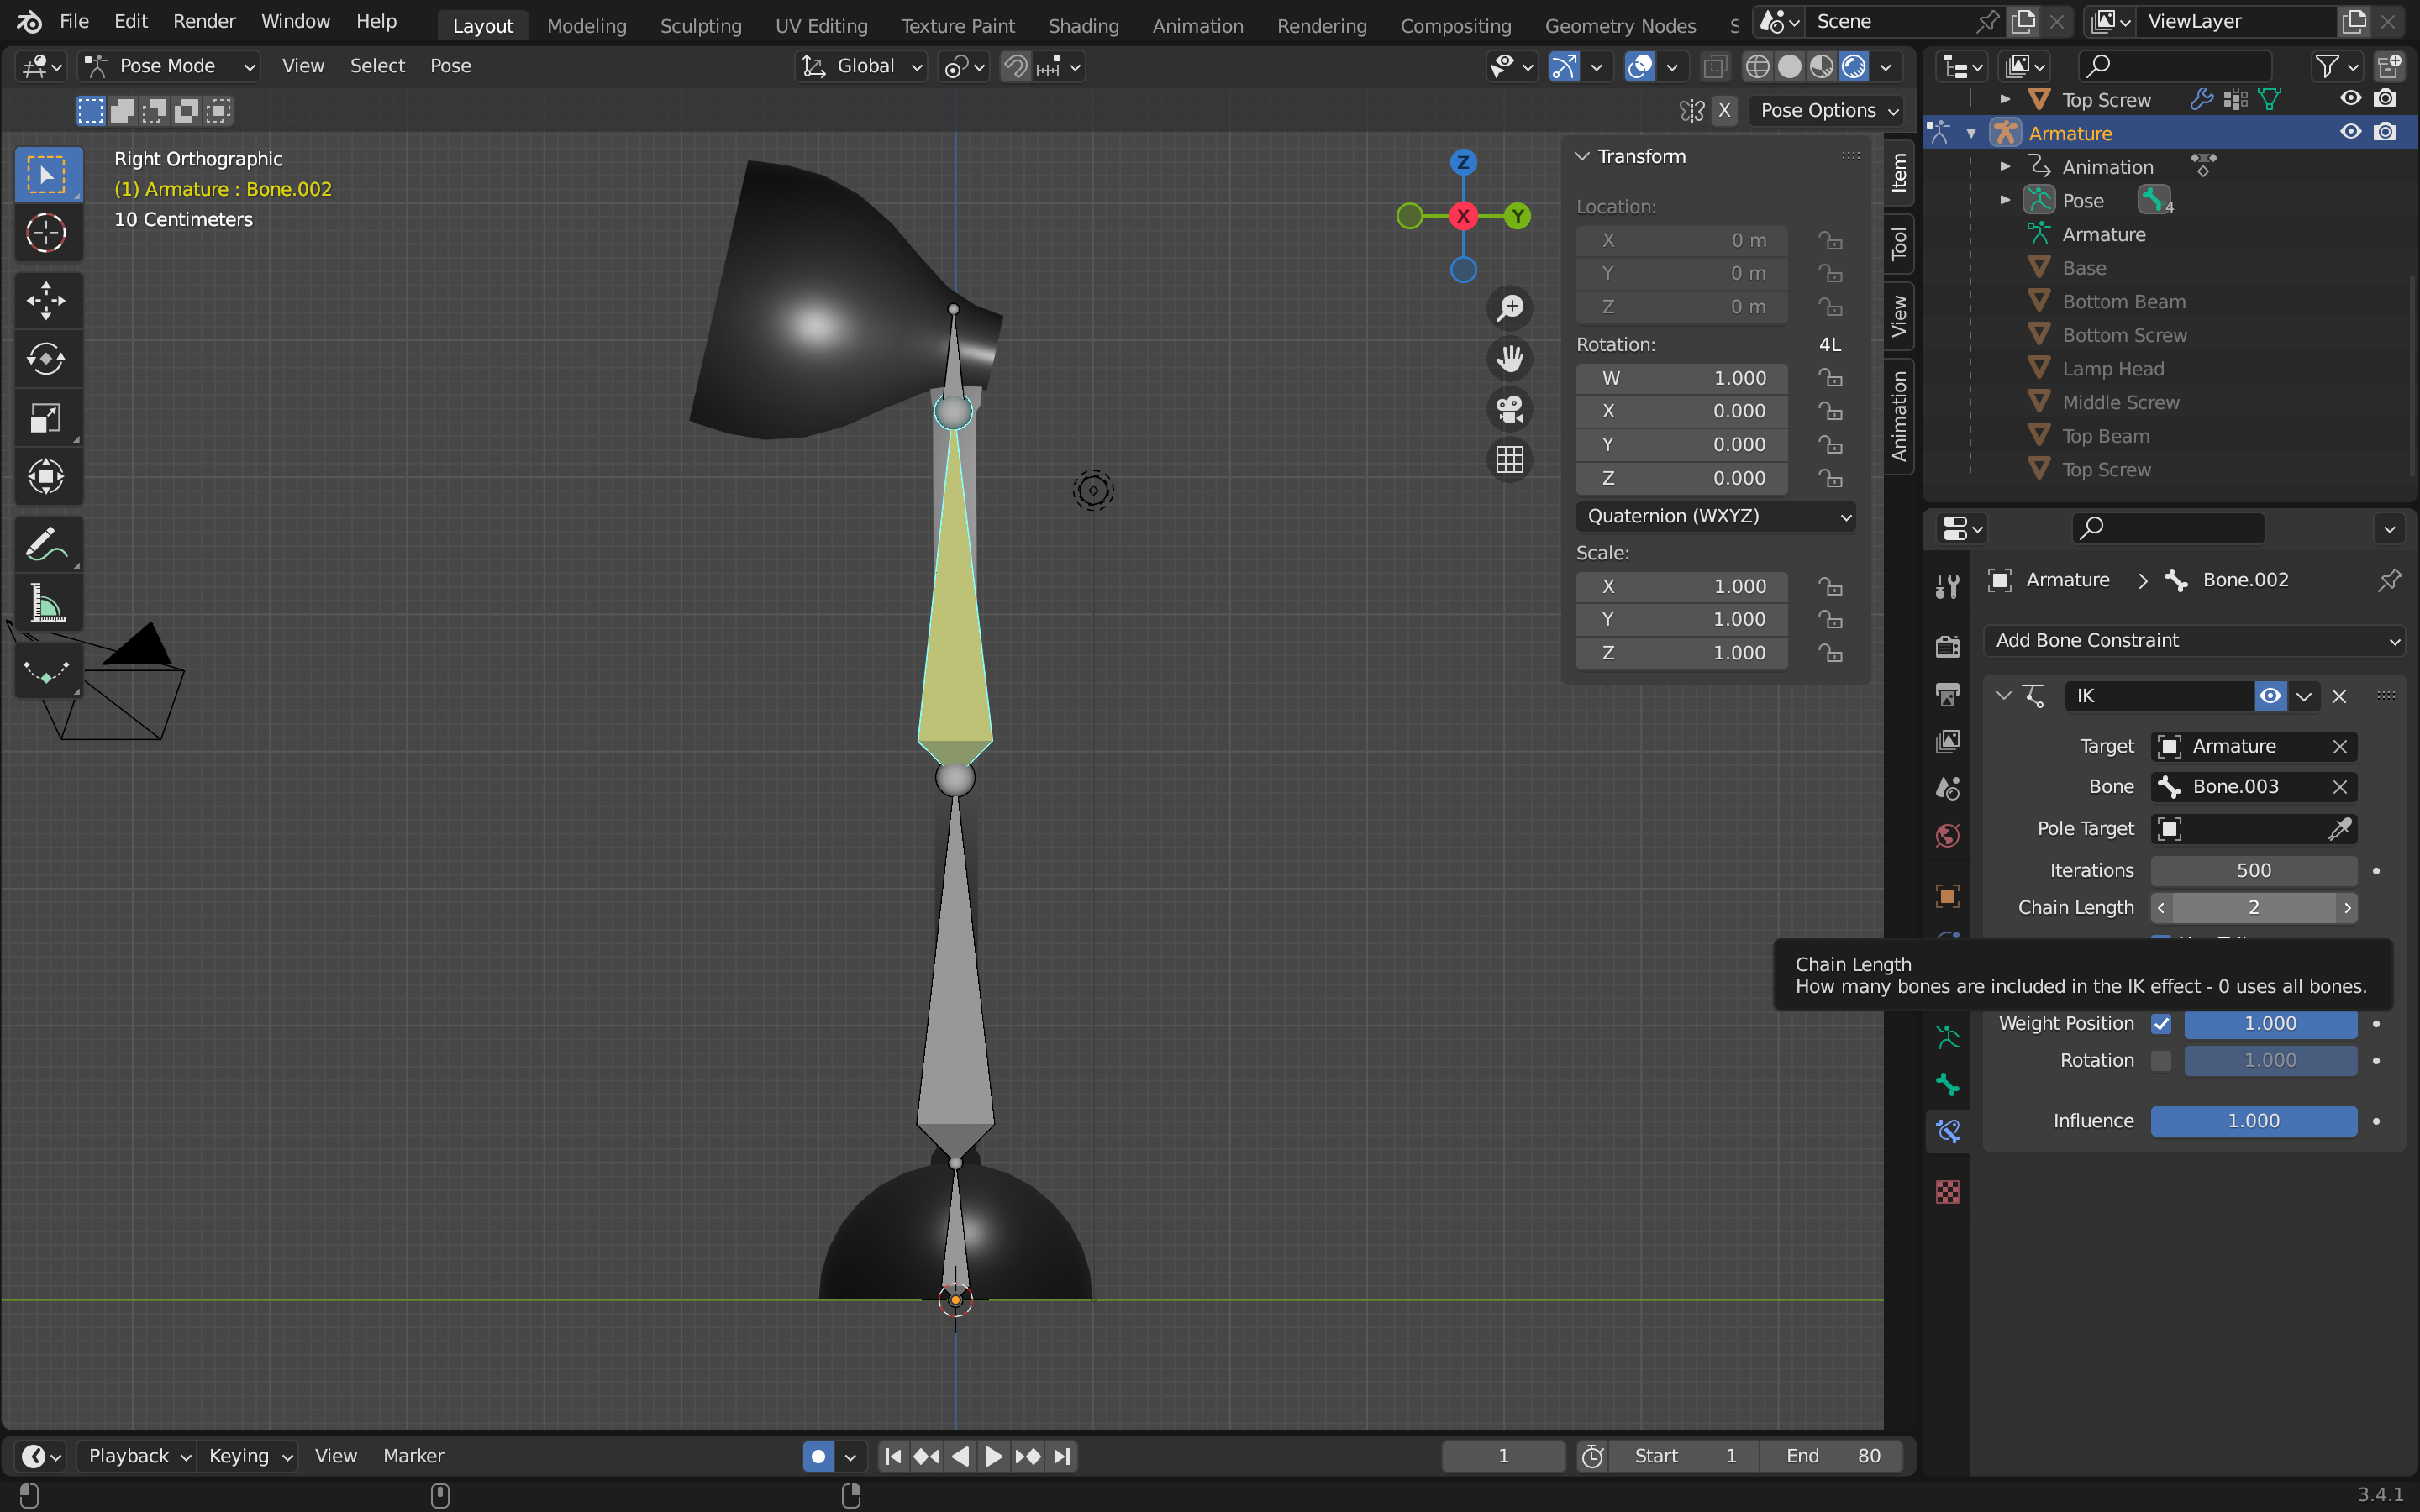 File Edit Render Window Help Layout Modeling Sculpting UV Editing Texture Paint Shading Animation Rendering Compositing Geometry Nodes Scene ViewLayer
Pose Mode View Select Pose Global
X Pose Options
Right Orthographic
(1) Armature : Bone.002
10 Centimeters
Z
X
Y
Transform
Location:
X 0 m
Y 0 m
Z 0 m
Rotation: 4L
W 1.000
X 0.000
Y 0.000
Z 0.000
Quaternion (WXYZ)
Scale:
X 1.000
Y 1.000
Z 1.000
Item
Tool
View
Animation
Top Screw
Armature
Animation
Pose 4
Armature
Base
Bottom Beam
Bottom Screw
Lamp Head
Middle Screw
Top Beam
Top Screw
Armature > Bone.002
Add Bone Constraint
IK
Target Armature
Bone Bone.003
Pole Target
Iterations 500
Chain Length 2
Chain Length
How many bones are included in the IK effect - 0 uses all bones.
Weight Position 1.000
Rotation 1.000
Influence 1.000
Playback Keying View Marker 1 Start 1 End 80
3.4.1